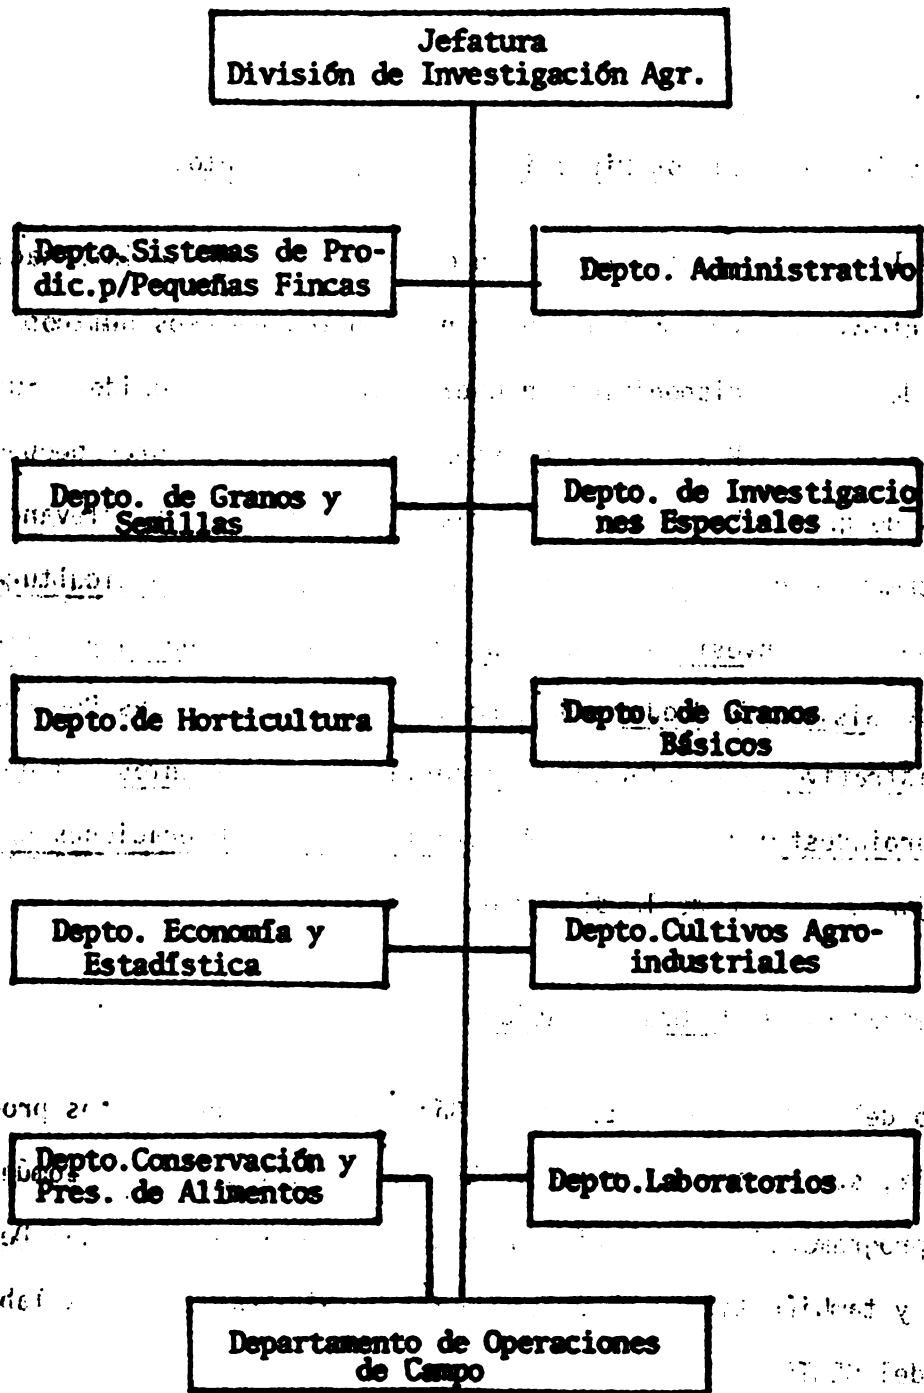 Jefatura
División de Investigación Agr.
Depto.Sistemas de Pro-
dic.p/Pequeñas Fincas
Depto. Administrativo
Depto. de Granos y
Semillas
Depto. de Investigacio
nes Especiales
Depto.de Horticultura
Depto. de Granos
Básicos
Depto. Economía y
Estadística
Depto.Cultivos Agro-
industriales
Depto.Conservación y
Pres. de Alimentos
Depto.Laboratorios
Departamento de Operaciones
de Campo